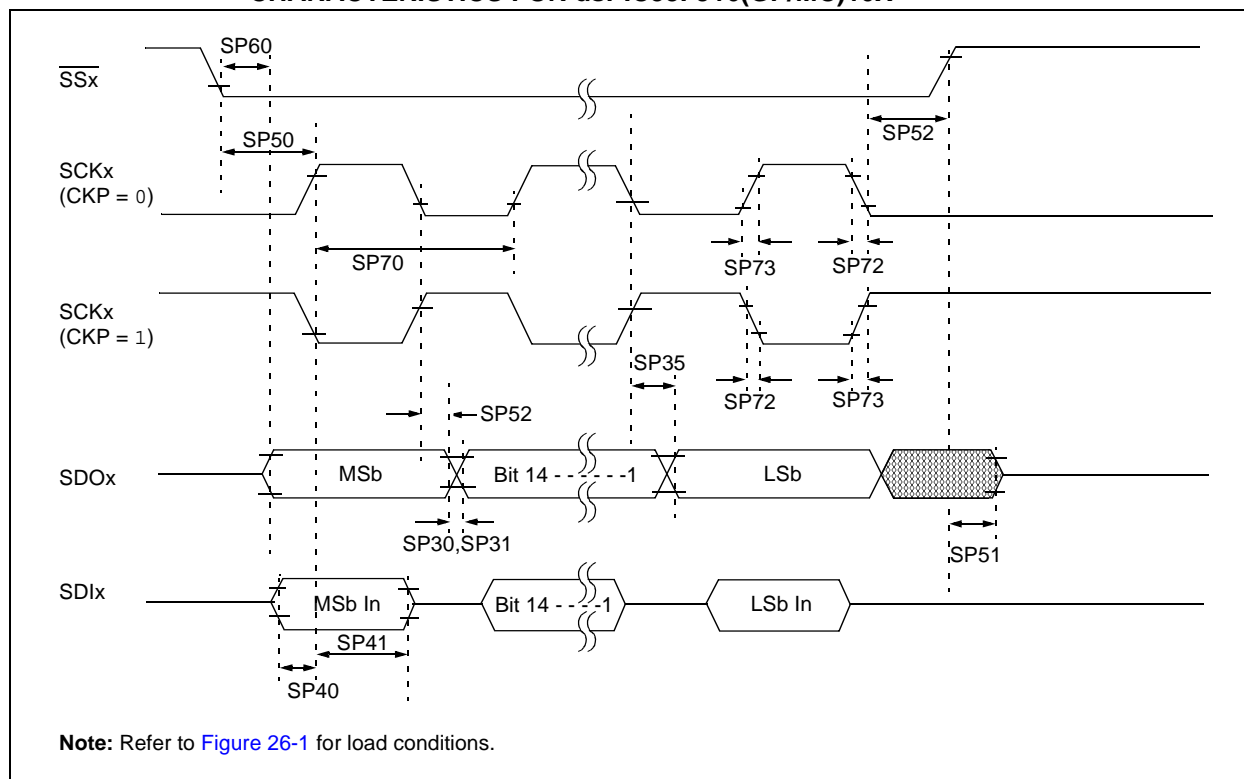 SP60
SSx
SP50
SP52
SCKx
(CKP = 0)
SP70
SP73
SP72
SCKx
(CKP = 1)
SP35
SP72
SP73
SP52
SDOx
MSb
Bit 14 - - - - - -1
LSb
SP30,SP31
SP51
SDIx
MSb In
Bit 14 - - - -1
LSb In
SP41
SP40
Note: Refer to Figure 26-1 for load conditions.